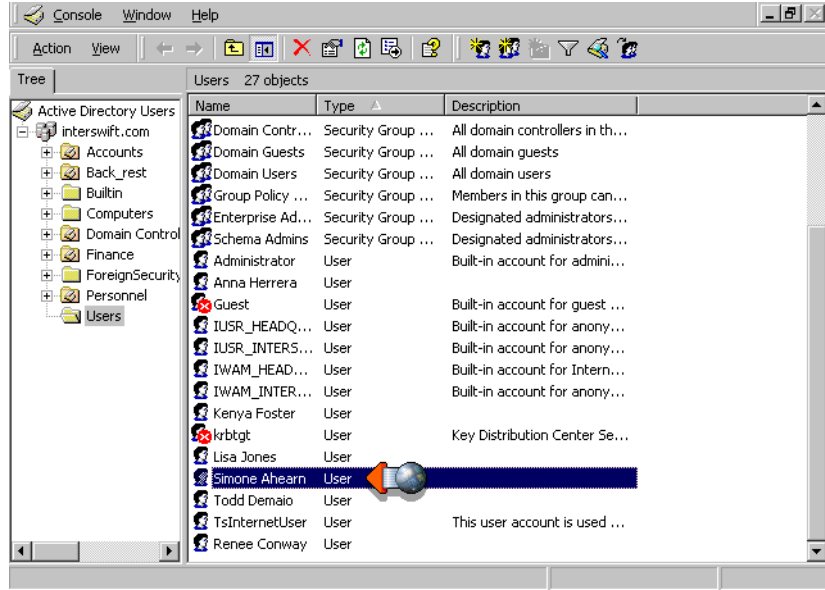 Console Window Help
Action View
Tree
Users 27 objects
Active Directory Users
interswift.com
Accounts
Back_rest
Builtin
Computers
Domain Control
Finance
ForeignSecurity
Personnel
Users
Name Type Description
Domain Contr... Security Group ... All domain controllers in th...
Domain Guests Security Group ... All domain guests
Domain Users Security Group ... All domain users
Group Policy ... Security Group ... Members in this group can...
Enterprise Ad... Security Group ... Designated administrators...
Schema Admins Security Group ... Designated administrators...
Administrator User Built-in account for admini...
Anna Herrera User
Guest User Built-in account for guest ...
IUSR_HEADQ... User Built-in account for anony...
IUSR_INTERS... User Built-in account for anony...
IWAM_HEAD... User Built-in account for Intern...
IWAM_INTER... User Built-in account for anony...
Kenya Foster User
krbtgt User Key Distribution Center Se...
Lisa Jones User
Simone Ahearn User
Todd Demaio User
TsInternetUser User This user account is used ...
Renee Conway User